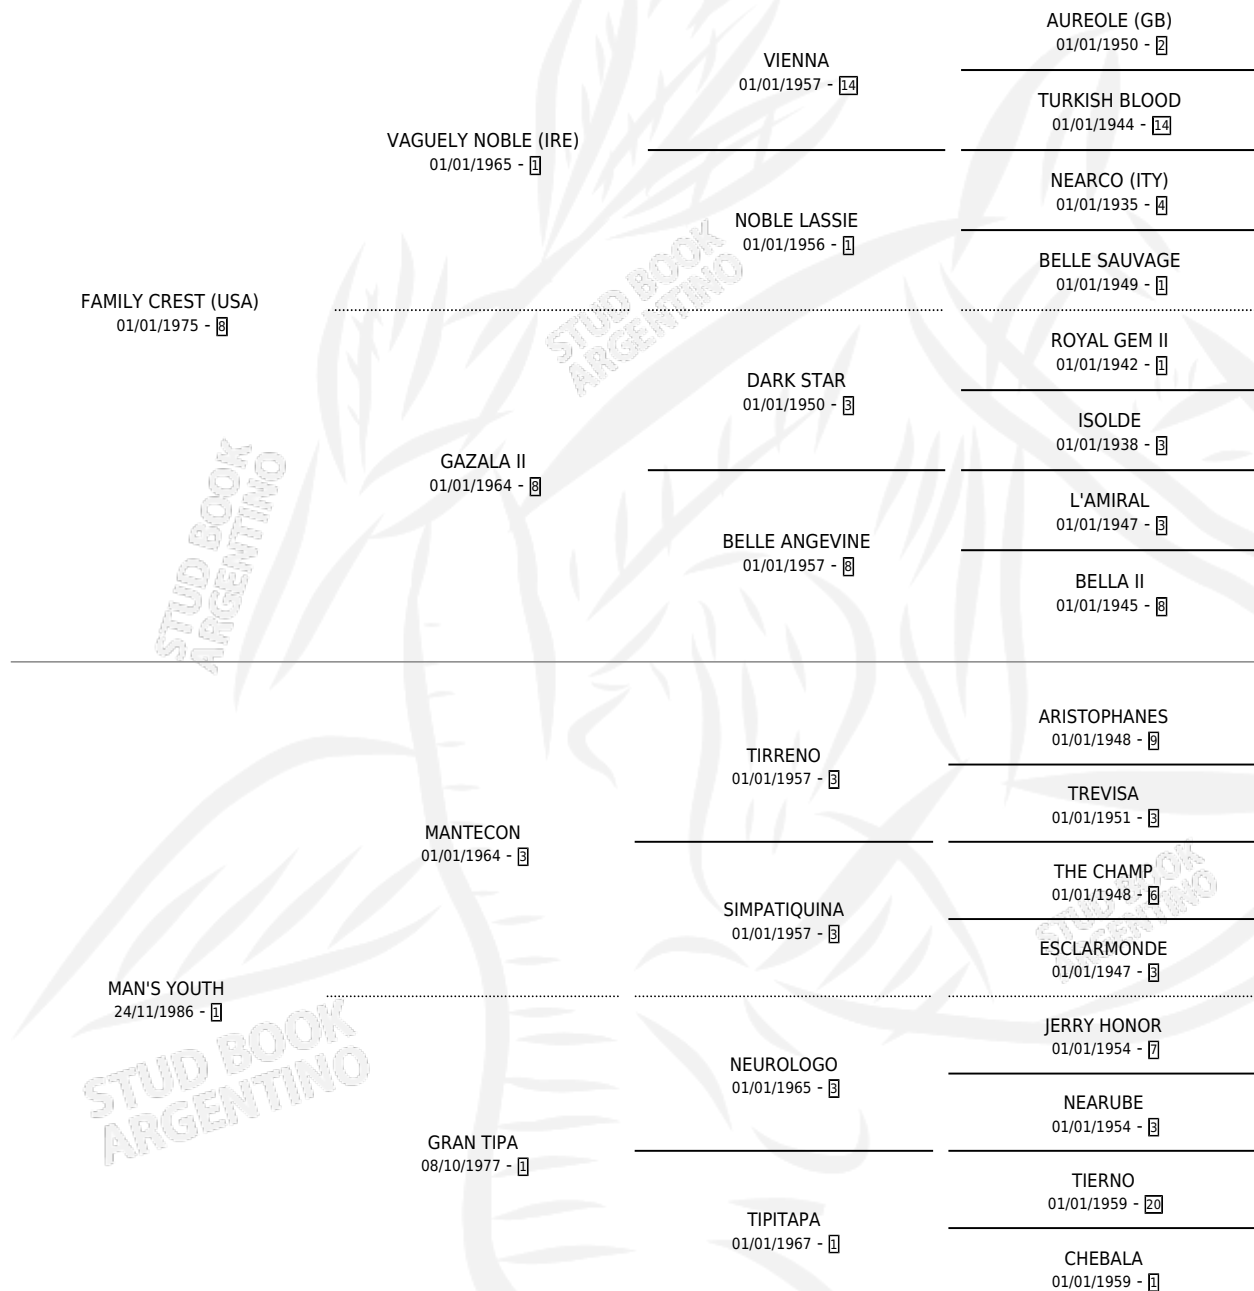 AUREOLE (GB)
01/01/1950 - 2
VIENNA
01/01/1957 - 14
TURKISH BLOOD
01/01/1944 - 14
VAGUELY NOBLE (IRE)
01/01/1965 - 1
NEARCO (ITY)
01/01/1935 - 4
NOBLE LASSIE
01/01/1956 - 1
BELLE SAUVAGE
01/01/1949 - 1
FAMILY CREST (USA)
01/01/1975 - 8
ROYAL GEM II
01/01/1942 - 1
DARK STAR
01/01/1950 - 3
ISOLDE
01/01/1938 - 3
GAZALA II
01/01/1964 - 8
L'AMIRAL
01/01/1947 - 3
BELLE ANGEVINE
01/01/1957 - 8
BELLA II
01/01/1945 - 8
ARISTOPHANES
01/01/1948 - 9
TIRRENO
01/01/1957 - 3
TREVISA
01/01/1951 - 3
MANTECON
01/01/1964 - 3
THE CHAMP
01/01/1948 - 6
SIMPATIQUINA
01/01/1957 - 3
ESCLARMONDE
01/01/1947 - 3
MAN'S YOUTH
24/11/1986 - 1
JERRY HONOR
01/01/1954 - 7
NEUROLOGO
01/01/1965 - 3
NEARUBE
01/01/1954 - 3
GRAN TIPA
08/10/1977 - 1
TIERNO
01/01/1959 - 20
TIPITAPA
01/01/1967 - 1
CHEBALA
01/01/1959 - 1
STUD BOOK
ARGENTINO
STUD BOOK
ARGENTINO
STUD BOOK
ARGENTINO
STUD BOOK
ARGENTINO